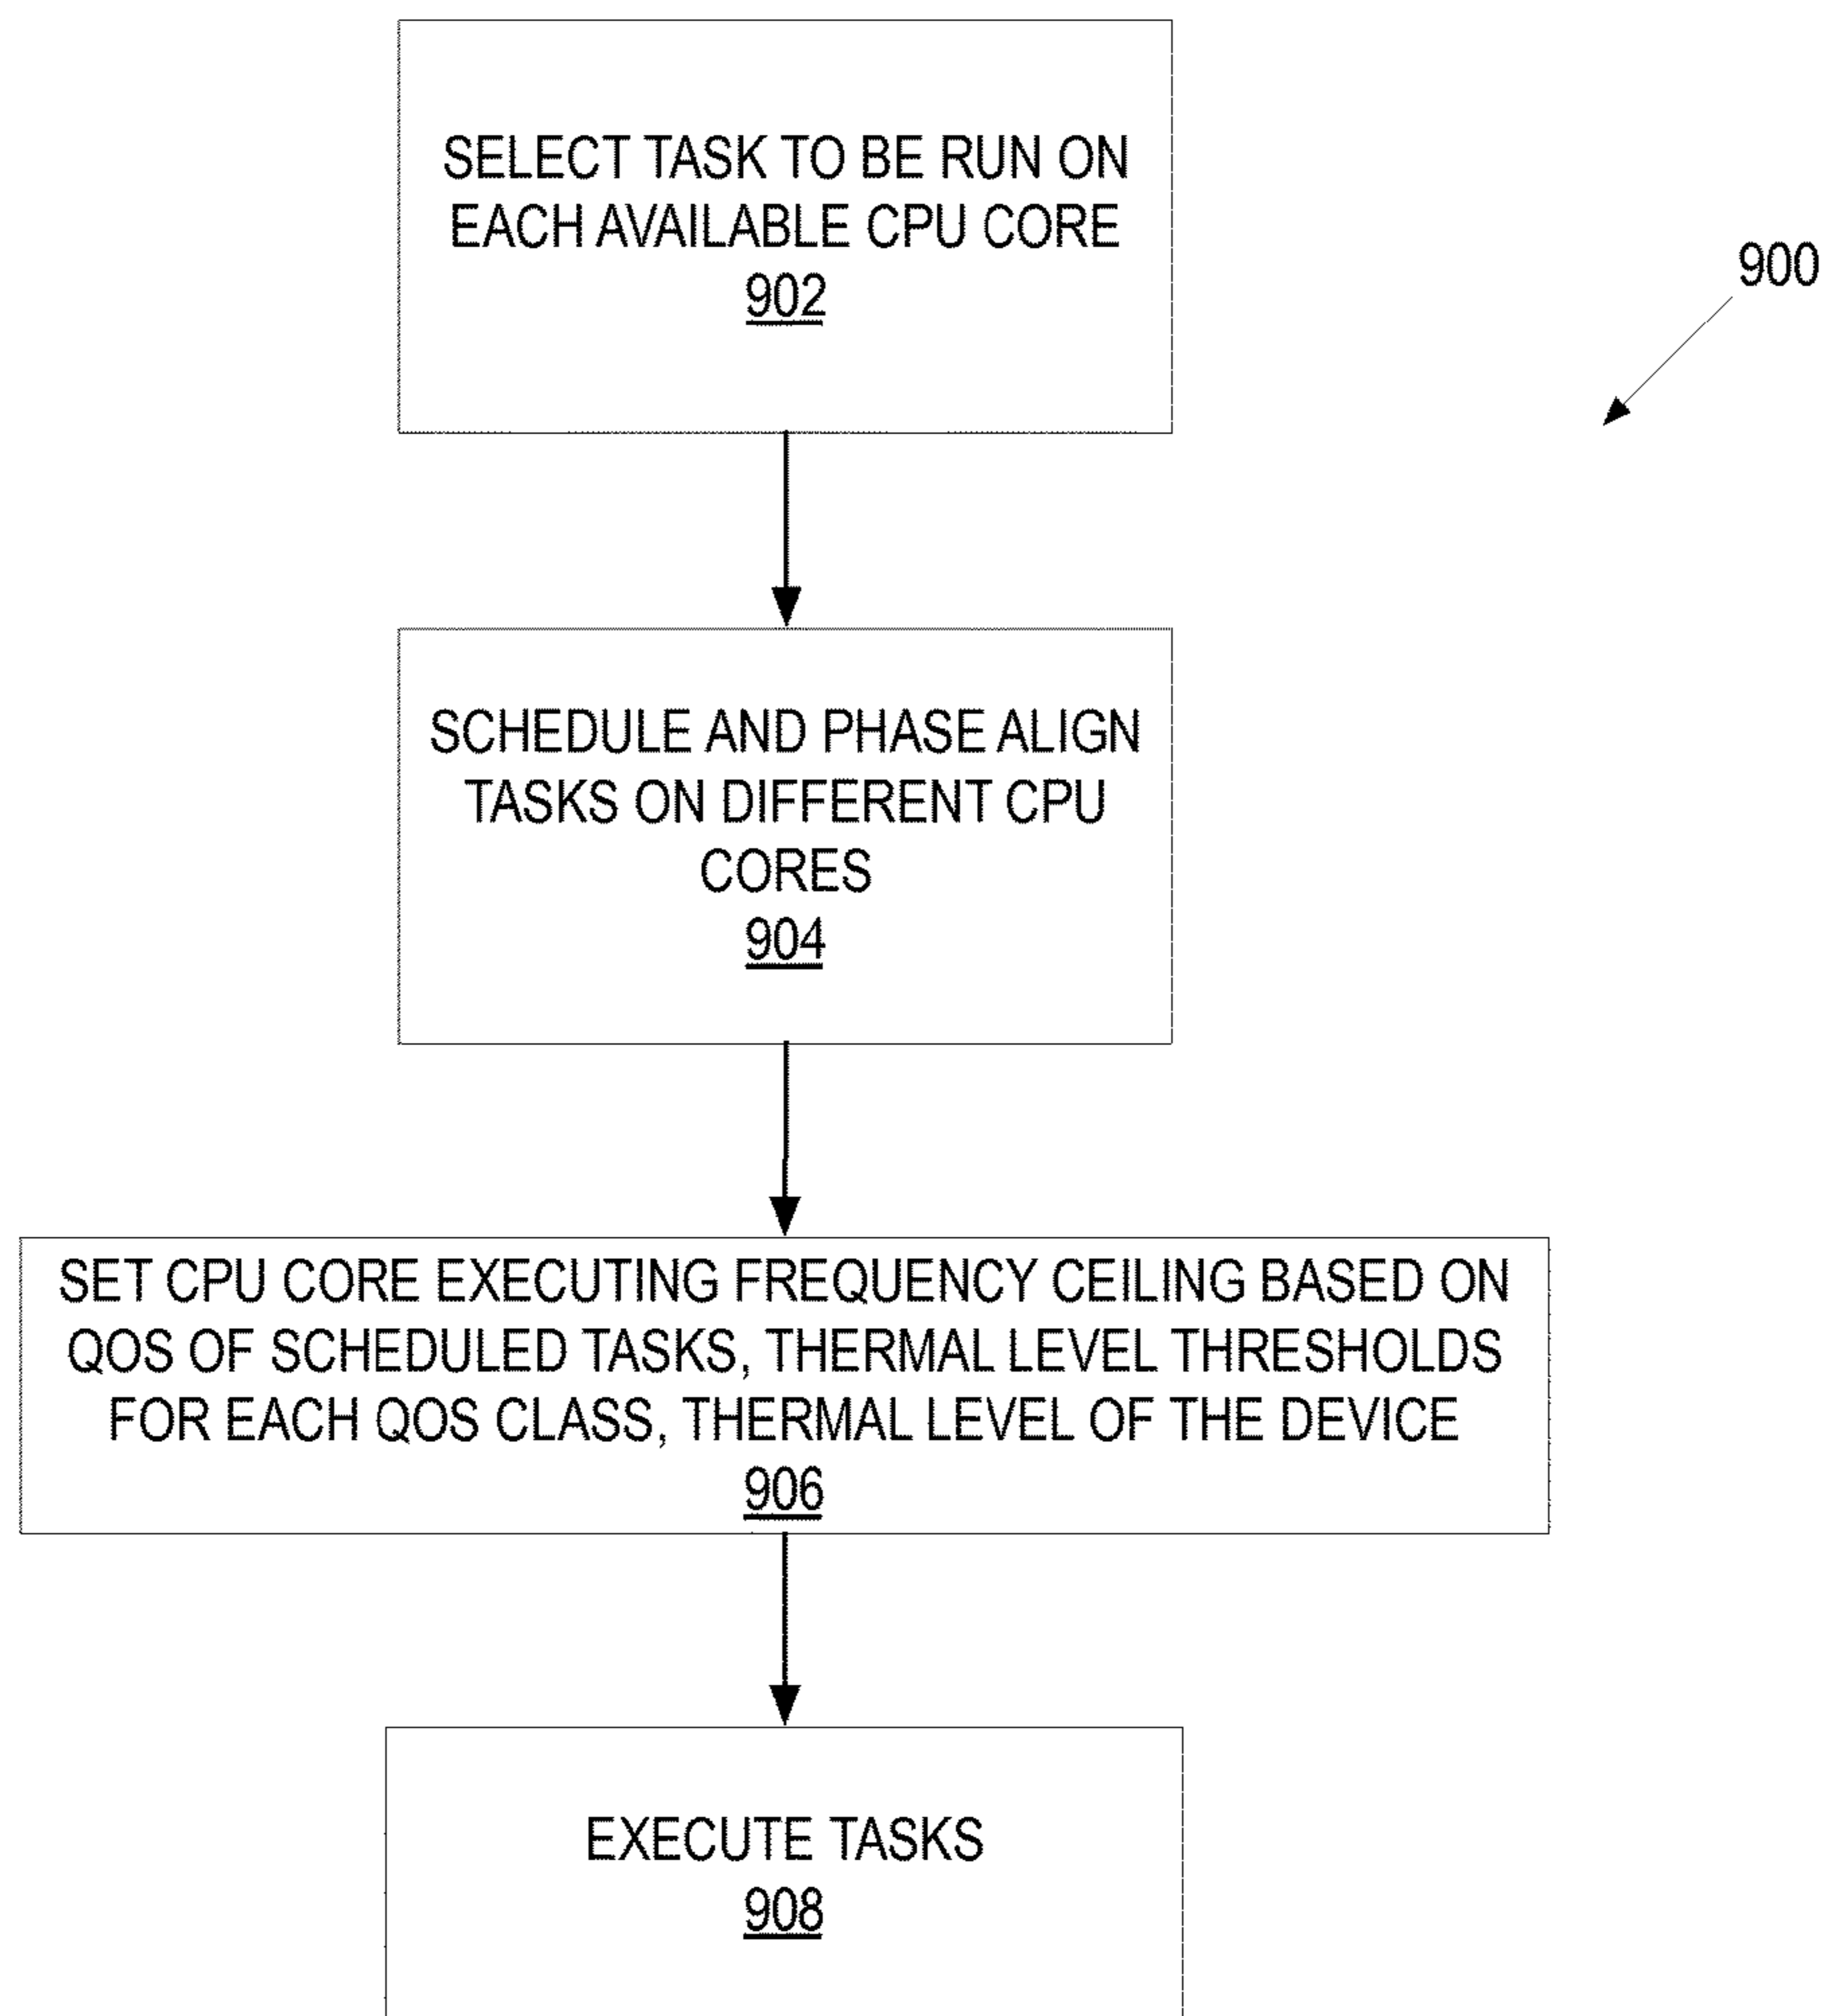 SELECT TASK TO BE RUN ON
EACH AVAILABLE CPU CORE
902
900
SCHEDULE AND PHASE ALIGN
TASKS ON DIFFERENT CPU
CORES
904
SET CPU CORE EXECUTING FREQUENCY CEILING BASED ON
QOS OF SCHEDULED TASKS, THERMAL LEVEL THRESHOLDS
FOR EACH QOS CLASS, THERMAL LEVEL OF THE DEVICE
906
EXECUTE TASKS
908